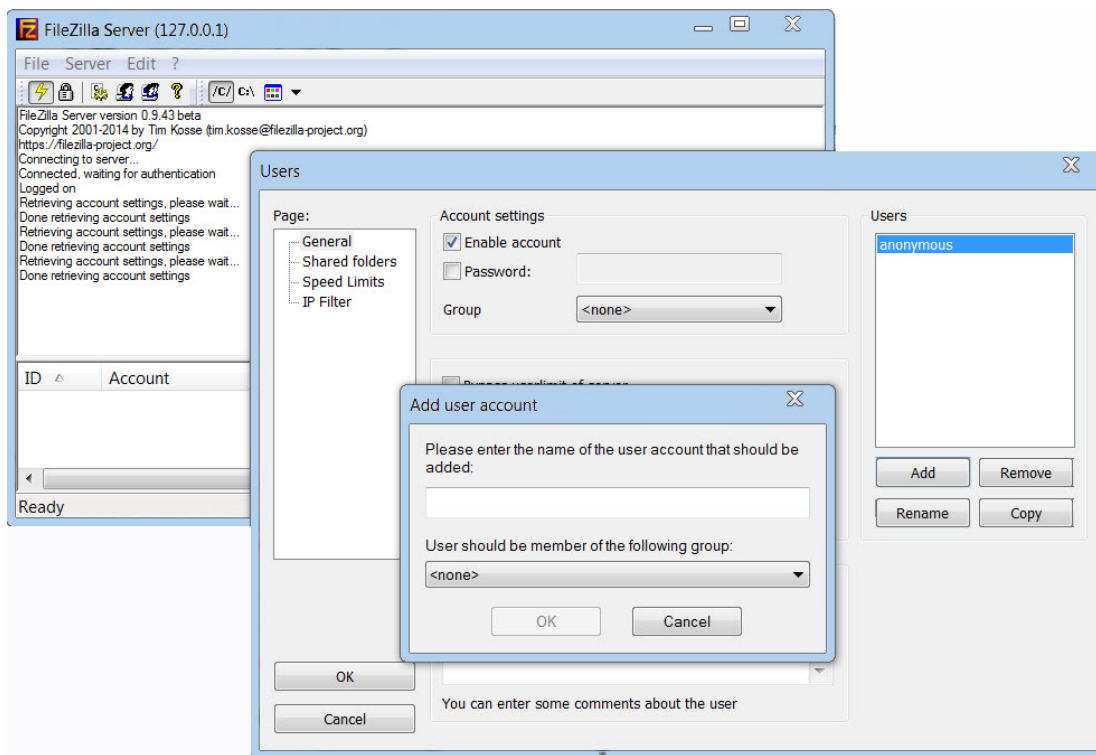 FileZilla Server (127.0.0.1)
File Server Edit ?
/C/ C:\
FileZilla Server version 0.9.43 beta
Copyright 2001-2014 by Tim Kosse (tim.kosse@filezilla-project.org)
https://filezilla-project.org/
Connecting to server...
Connected, waiting for authentication
Logged on
Retrieving account settings, please wait...
Done retrieving account settings
Retrieving account settings, please wait...
Done retrieving account settings
Retrieving account settings, please wait...
Done retrieving account settings
ID Account
Ready
Users
Page:
General
Shared folders
Speed Limits
IP Filter
OK
Cancel
Account settings
Enable account
Password:
Group <none>
You can enter some comments about the user
Users
anonymous
Add Remove
Rename Copy
Add user account
Please enter the name of the user account that should be
added:
User should be member of the following group:
<none>
OK Cancel